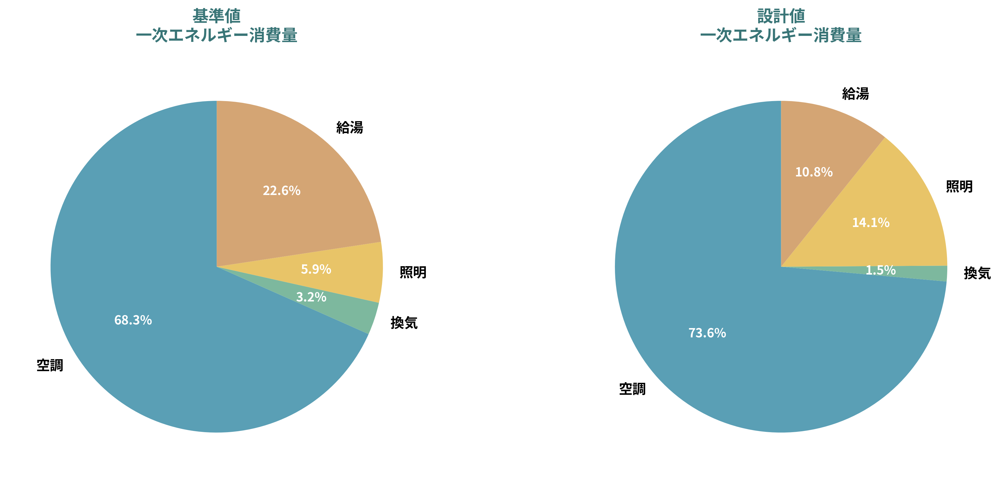 基準値
一次エネルギー消費量
給湯
22.6%
照明
5.9%
換気
3.2%
空調
68.3%
設計値
一次エネルギー消費量
給湯
10.8%
照明
14.1%
換気
1.5%
空調
73.6%